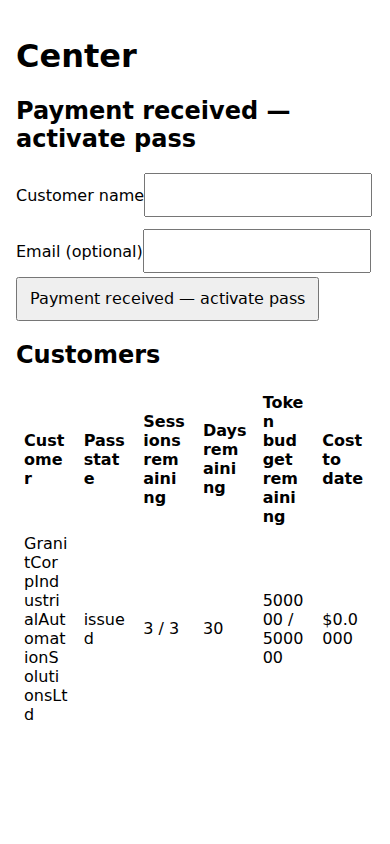 Center
Payment received —
activate pass
Customer name
Email (optional)
Payment received — activate pass
Customers
Cust
ome
r
Pass
stat
e
Sess
ions
rem
aini
ng
Days
rem
aini
ng
Toke
n
bud
get
rem
aini
ng
Cost
to
date
Grani
tCor
pInd
ustri
alAut
omat
ionS
oluti
onsLt
d
issue
d
3 / 3
30
5000
00 /
5000
00
$0.0
000